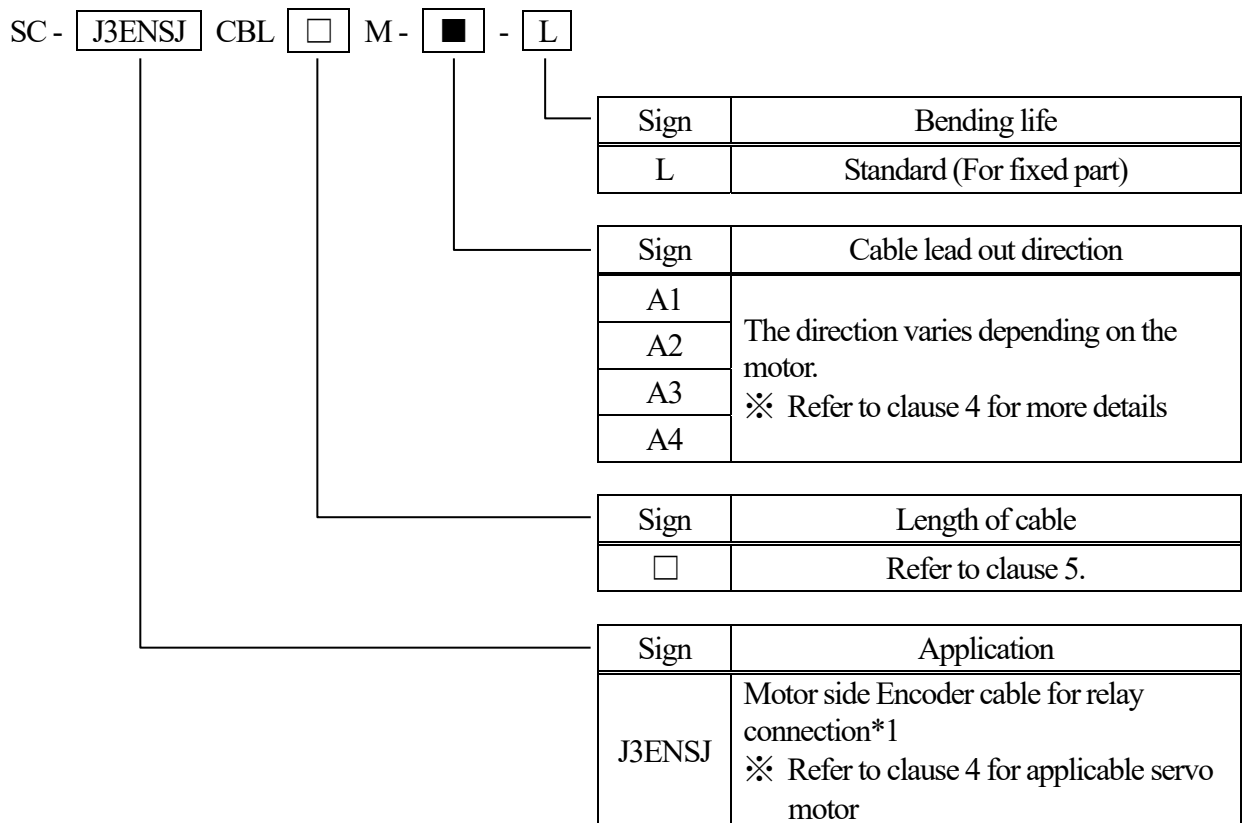 SC - J3ENSJ CBL □ M - ■ - L
Sign Bending life
L Standard (For fixed part)
Sign Cable lead out direction
A1
A2
A3
A4
The direction varies depending on the
motor.
※ Refer to clause 4 for more details
Sign Length of cable
□ Refer to clause 5.
Sign Application
J3ENSJ
Motor side Encoder cable for relay
connection*1
※ Refer to clause 4 for applicable servo
motor